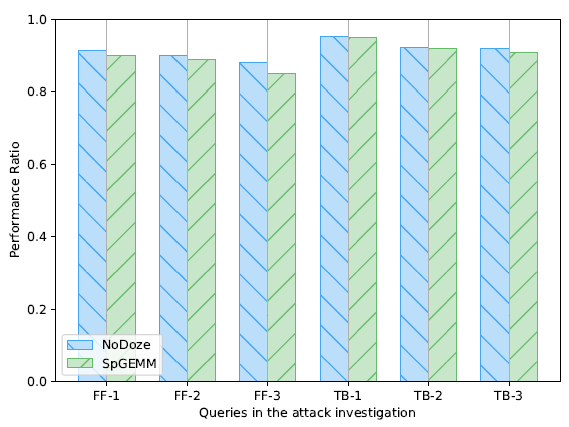 1.0
0.8
0.6
0.4
0.2
0.0
Performance Ratio
NoDoze
SpGEMM
FF-1 FF-2 FF-3 TB-1 TB-2 TB-3
Queries in the attack investigation